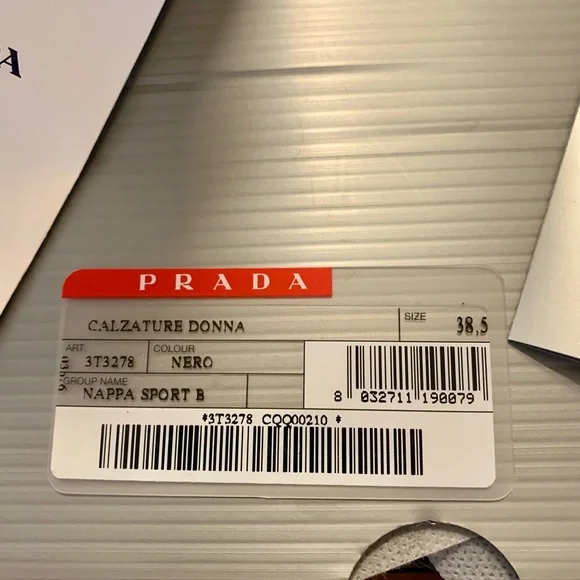 A
PRADA
CALZATURE DONNA
SIZE
38,5
ART.
3T3278
COLOUR
NERO
GROUP NAME
NAPPA SPORT B
8 032711 190079
*3T3278 CQQ00210 *